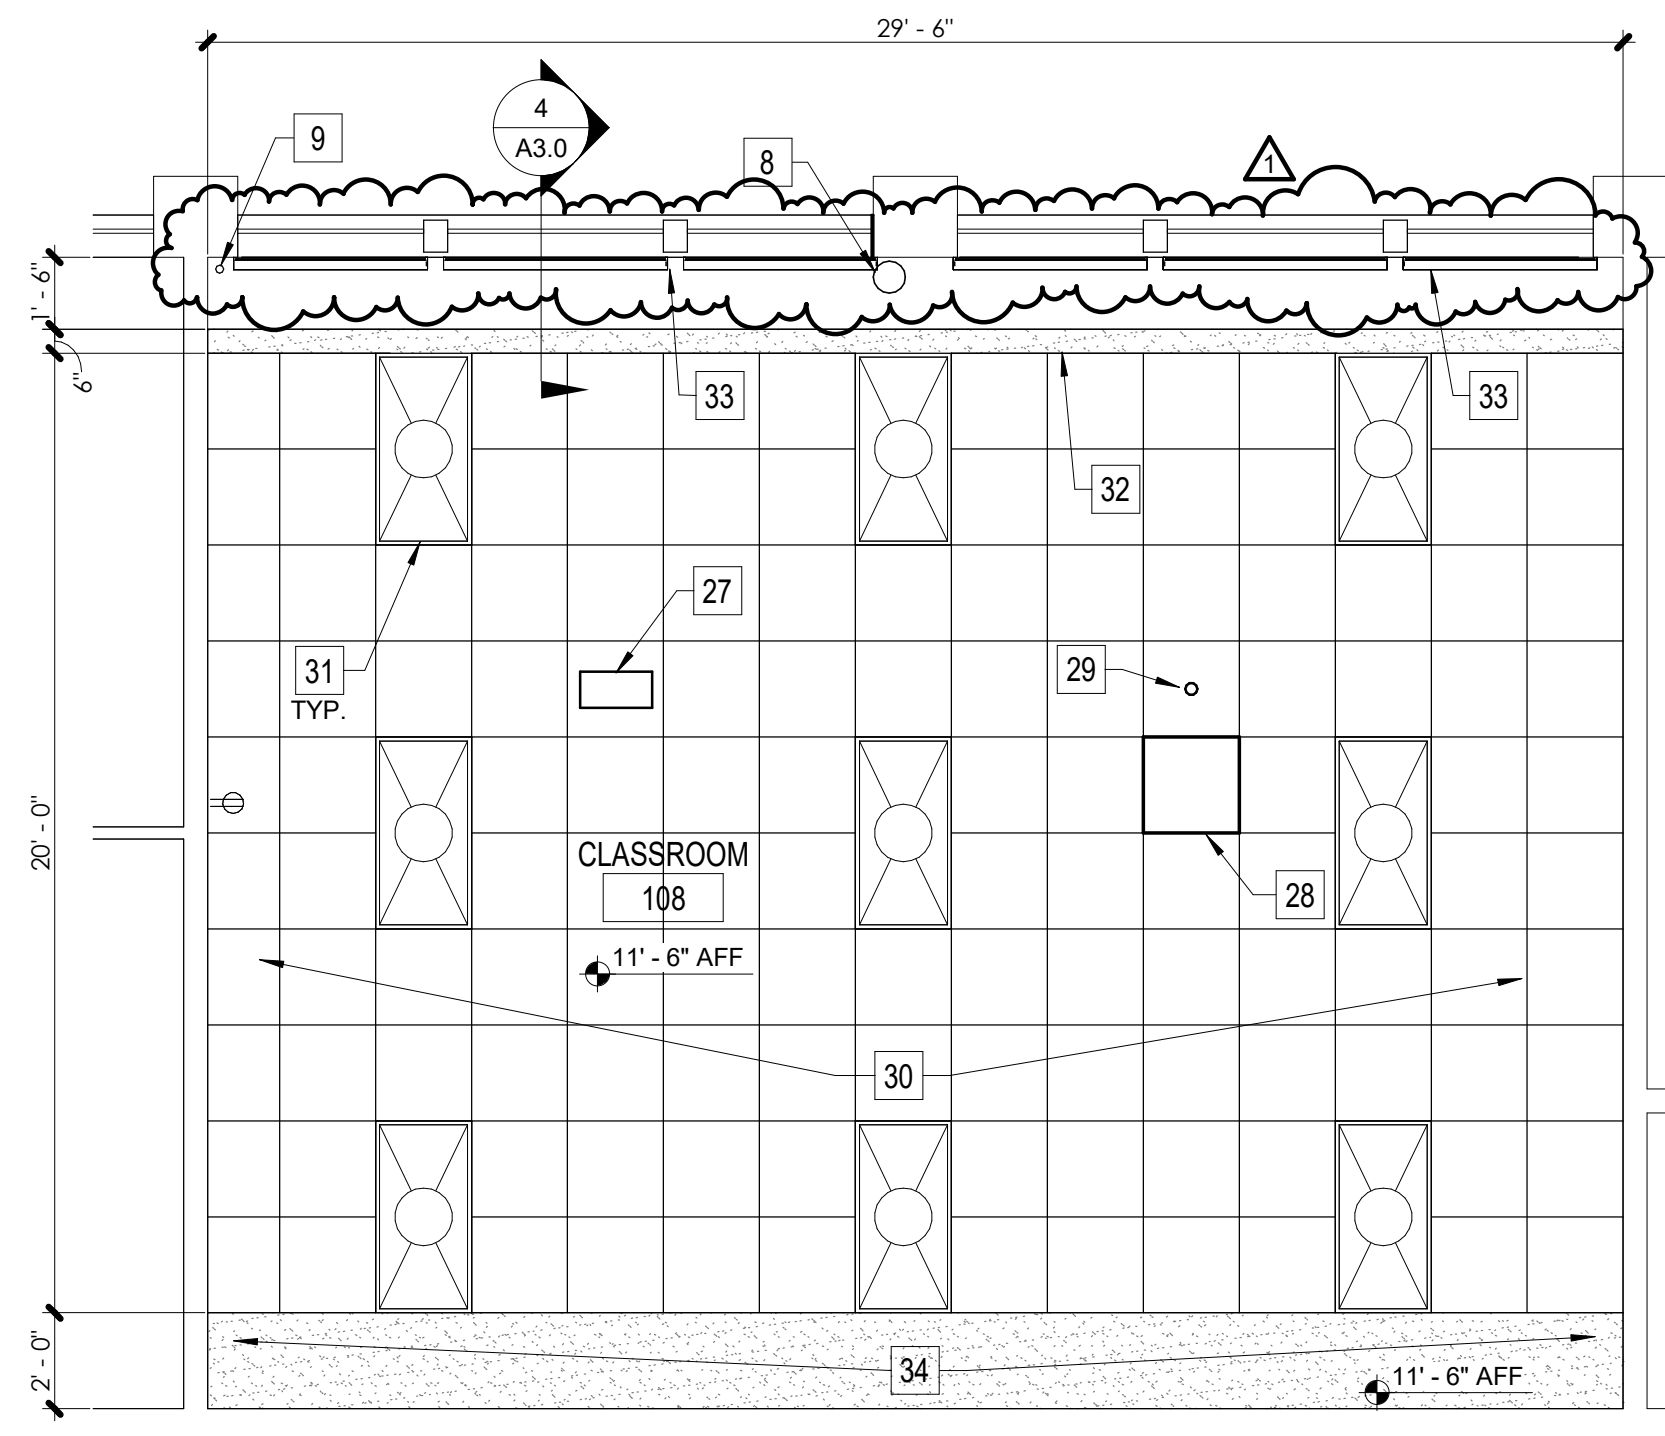 29' - 6"
4
A3.0
9
8
1
1' - 6"
6"
33
33
32
27
31
TYP.
29
20' - 0"
CLASSROOM
108
28
11' - 6" AFF
30
2' - 0"
34
11' - 6" AFF